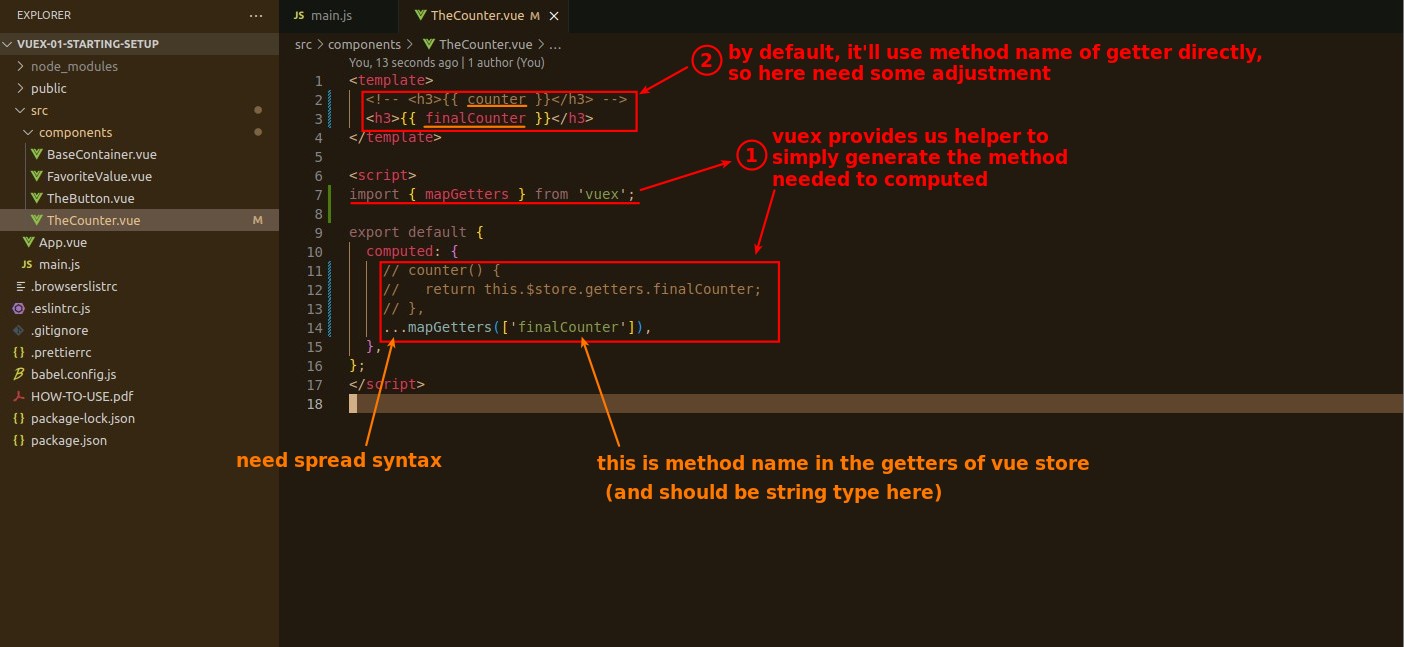 EXPLORER
VUEX-01-STARTING-SETUP
node_modules
public
src
components
BaseContainer.vue
FavoriteValue.vue
TheButton.vue
TheCounter.vue M
App.vue
JS main.js
.browserslistrc
.eslintrc.js
.gitignore
{} .prettierrc
babel.config.js
HOW-TO-USE.pdf
{} package-lock.json
{} package.json
JS main.js
TheCounter.vue M
src > components > TheCounter.vue > ...
You, 13 seconds ago | 1 author (You)
1 <template>
2 <!-- <h3>{{ counter }}</h3> -->
3 <h3>{{ finalCounter }}</h3>
4 </template>
5
6 <script>
7 import { mapGetters } from 'vuex';
8
9 export default {
10 computed: {
11 // counter() {
12 //   return this.$store.getters.finalCounter;
13 // },
14 ...mapGetters(['finalCounter']),
15 },
16 };
17 </script>
18
2 by default, it'll use method name of getter directly,
so here need some adjustment
1 vuex provides us helper to
simply generate the method
needed to computed
need spread syntax
this is method name in the getters of vue store
(and should be string type here)